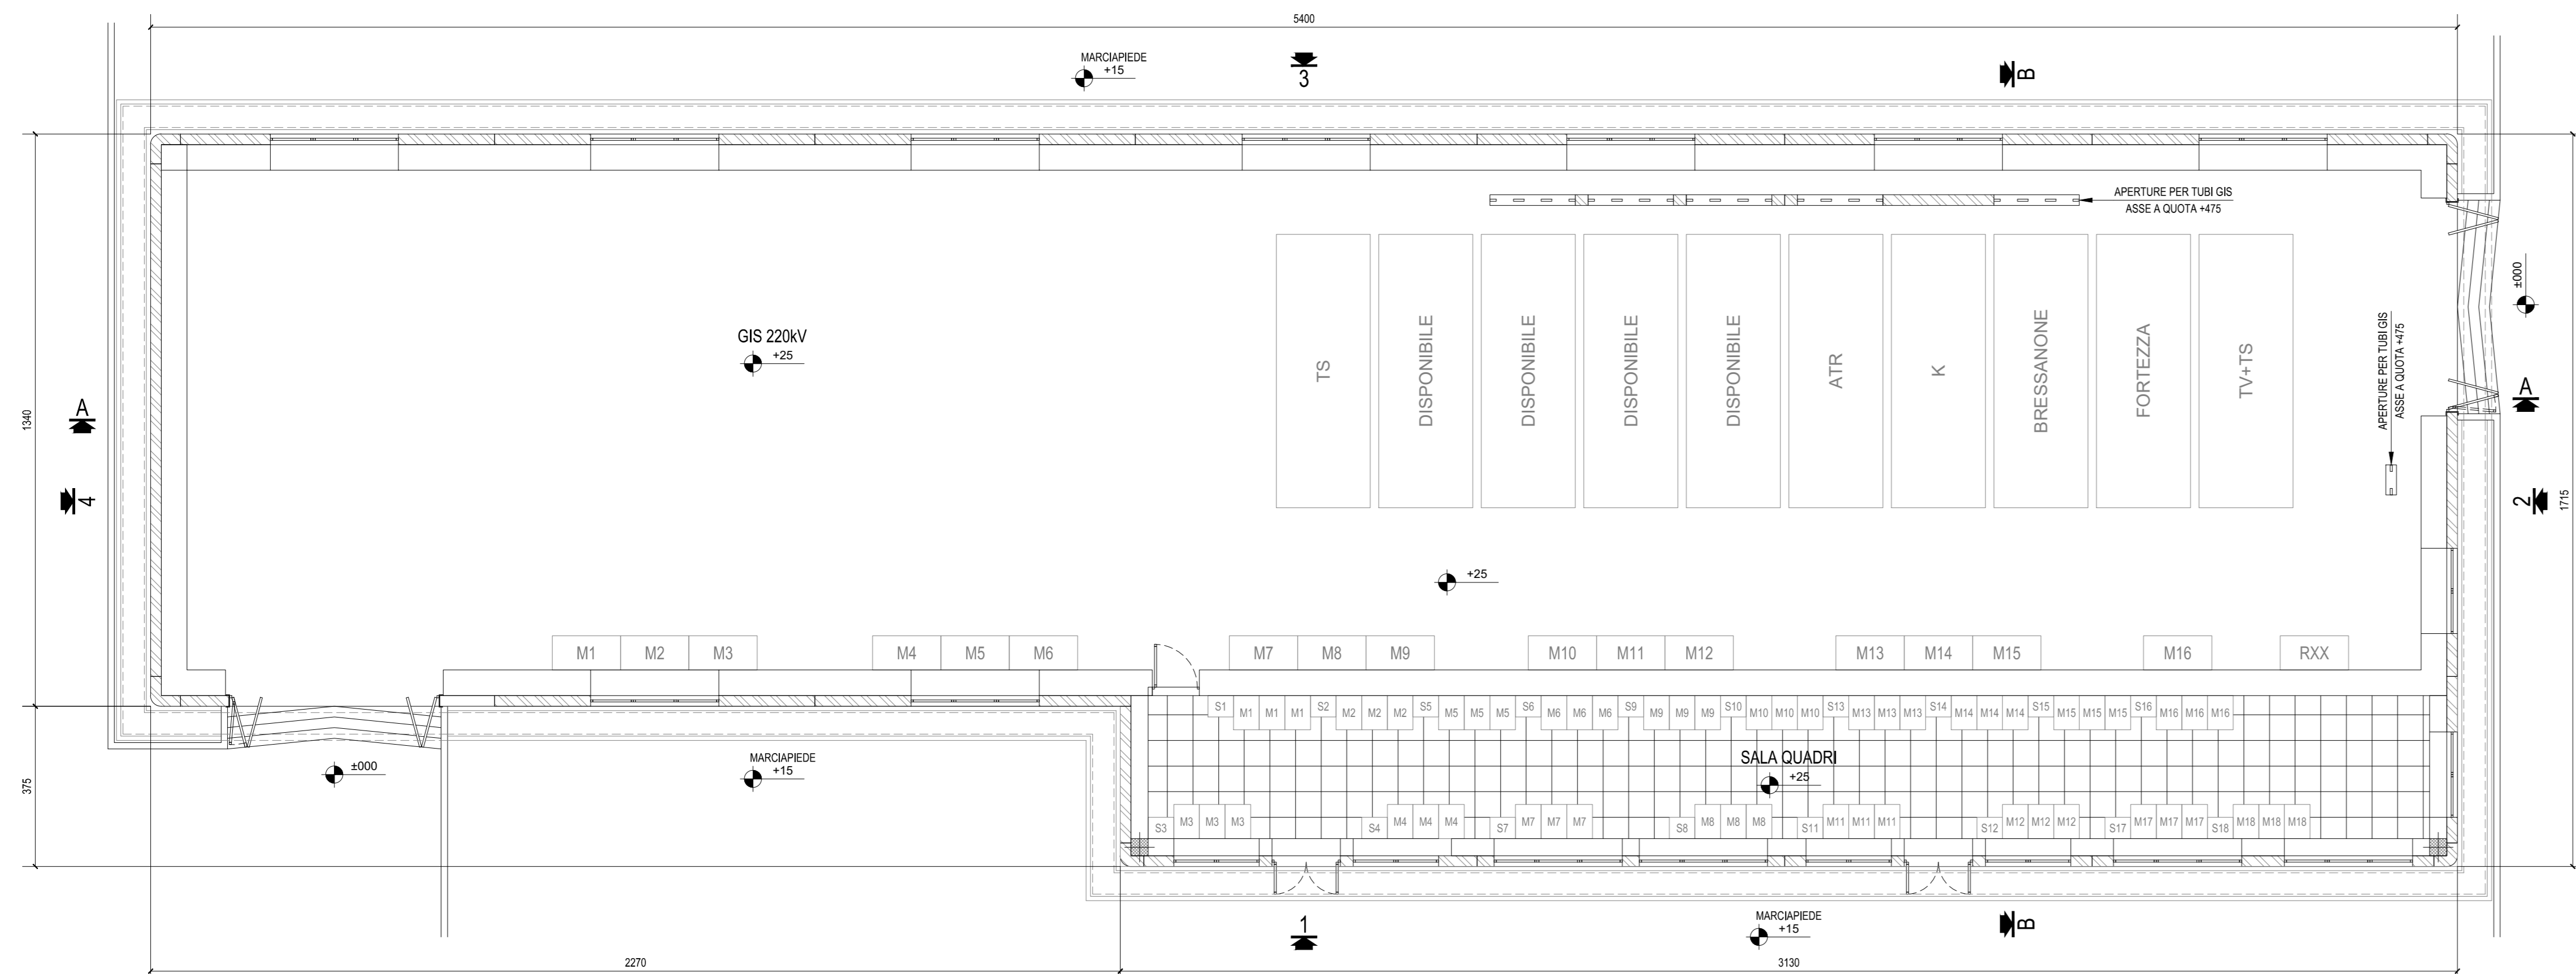 5400
MARCIAPIEDE
+15
3
B
APERTURE PER TUBI GIS
ASSE A QUOTA +475
±000
GIS 220kV
+25
TS
DISPONIBILE
DISPONIBILE
DISPONIBILE
DISPONIBILE
ATR
K
BRESSANONE
FORTEZZA
TV+TS
APERTURE PER TUBI GIS
ASSE A QUOTA +475
A
A
1340
4
2
1715
+25
M1 M2 M3 M4 M5 M6 M7 M8 M9 M10 M11 M12 M13 M14 M15 M16 RXX
S1 M1 M1 M1 S2 M2 M2 M2 S5 M5 M5 M5 S6 M6 M6 M6 S9 M9 M9 M9 S10 M10 M10 M10 S13 M13 M13 M13 S14 M14 M14 M14 S15 M15 M15 M15 S16 M16 M16 M16
±000
MARCIAPIEDE
+15
SALA QUADRI
+25
375
S3 M3 M3 M3 S4 M4 M4 M4 S7 M7 M7 M7 S8 M8 M8 M8 S11 M11 M11 M11 S12 M12 M12 M12 S17 M17 M17 M17 S18 M18 M18 M18
1
MARCIAPIEDE
+15
B
2270
3130